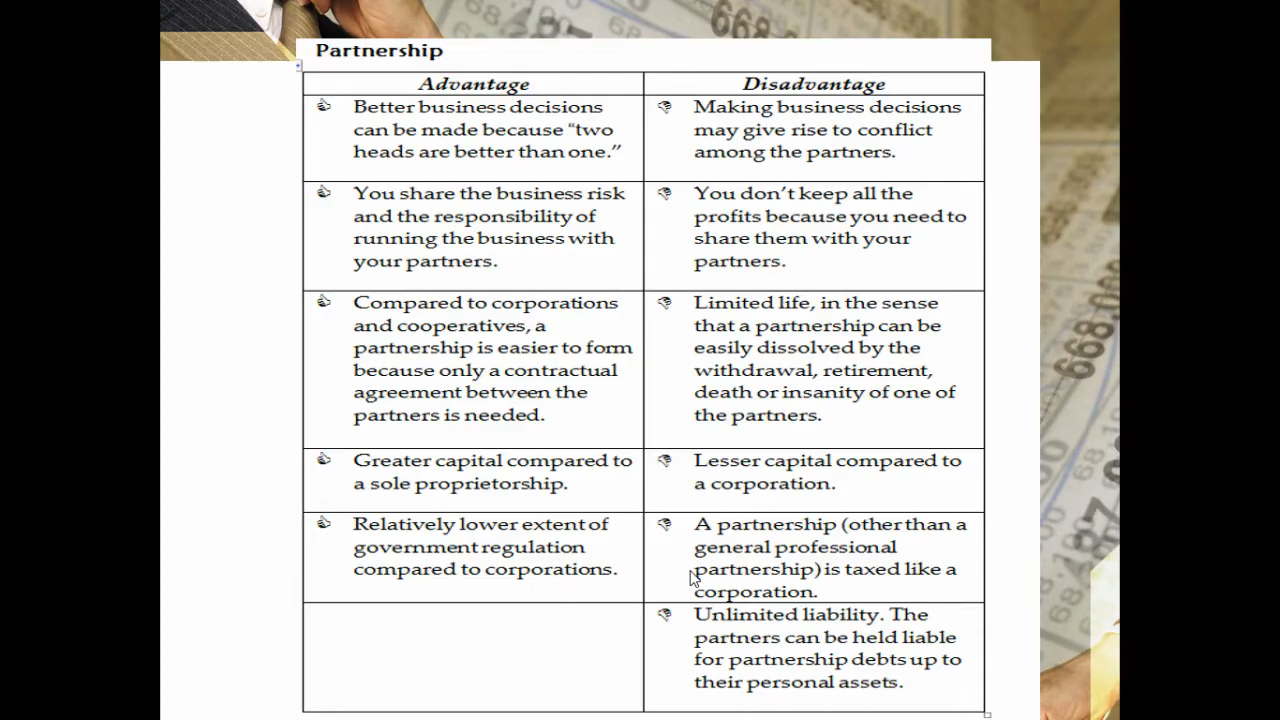 Partnership
Advantage
Disadvantage
Better business decisions
can be made because “two
heads are better than one.”
Making business decisions
may give rise to conflict
among the partners.
You share the business risk
and the responsibility of
running the business with
your partners.
You don’t keep all the
profits because you need to
share them with your
partners.
Compared to corporations
and cooperatives, a
partnership is easier to form
because only a contractual
agreement between the
partners is needed.
Limited life, in the sense
that a partnership can be
easily dissolved by the
withdrawal, retirement,
death or insanity of one of
the partners.
Greater capital compared to
a sole proprietorship.
Lesser capital compared to
a corporation.
Relatively lower extent of
government regulation
compared to corporations.
A partnership (other than a
general professional
partnership) is taxed like a
corporation.
Unlimited liability. The
partners can be held liable
for partnership debts up to
their personal assets.
668.000